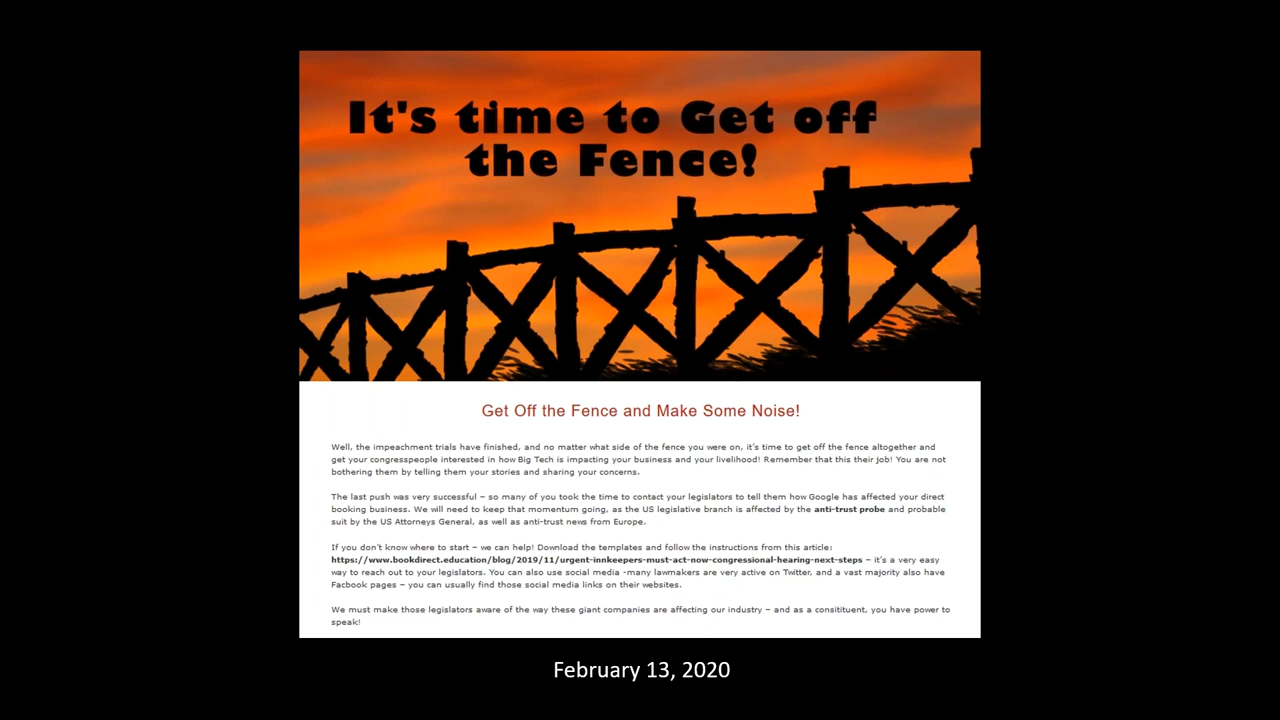 It's time to Get off
the Fence!
Get Off the Fence and Make Some Noise!
Well, the impeachment trials have finished, and no matter what side of the fence you were on, it's time to get off the fence altogether and
get your congresspeople interested in how Big Tech is impacting your business and your livelihood! Remember that this their job! You are not
bothering them by telling them your stories and sharing your concerns.
The last push was very successful – so many of you took the time to contact your legislators to tell them how Google has affected your direct
booking business. We will need to keep that momentum going, as the US legislative branch is affected by the anti-trust probe and probable
suit by the US Attorneys General, as well as anti-trust news from Europe.
If you don't know where to start – we can help! Download the templates and follow the instructions from this article:
https://www.bookdirect.education/blog/2019/11/urgent-innkeepers-must-act-now-congressional-hearing-next-steps – it's a very easy
way to reach out to your legislators. You can also use social media -many lawmakers are very active on Twitter, and a vast majority also have
Facbook pages – you can usually find those social media links on their websites.
We must make those legislators aware of the way these giant companies are affecting our industry – and as a consitituent, you have power to
speak!
February 13, 2020